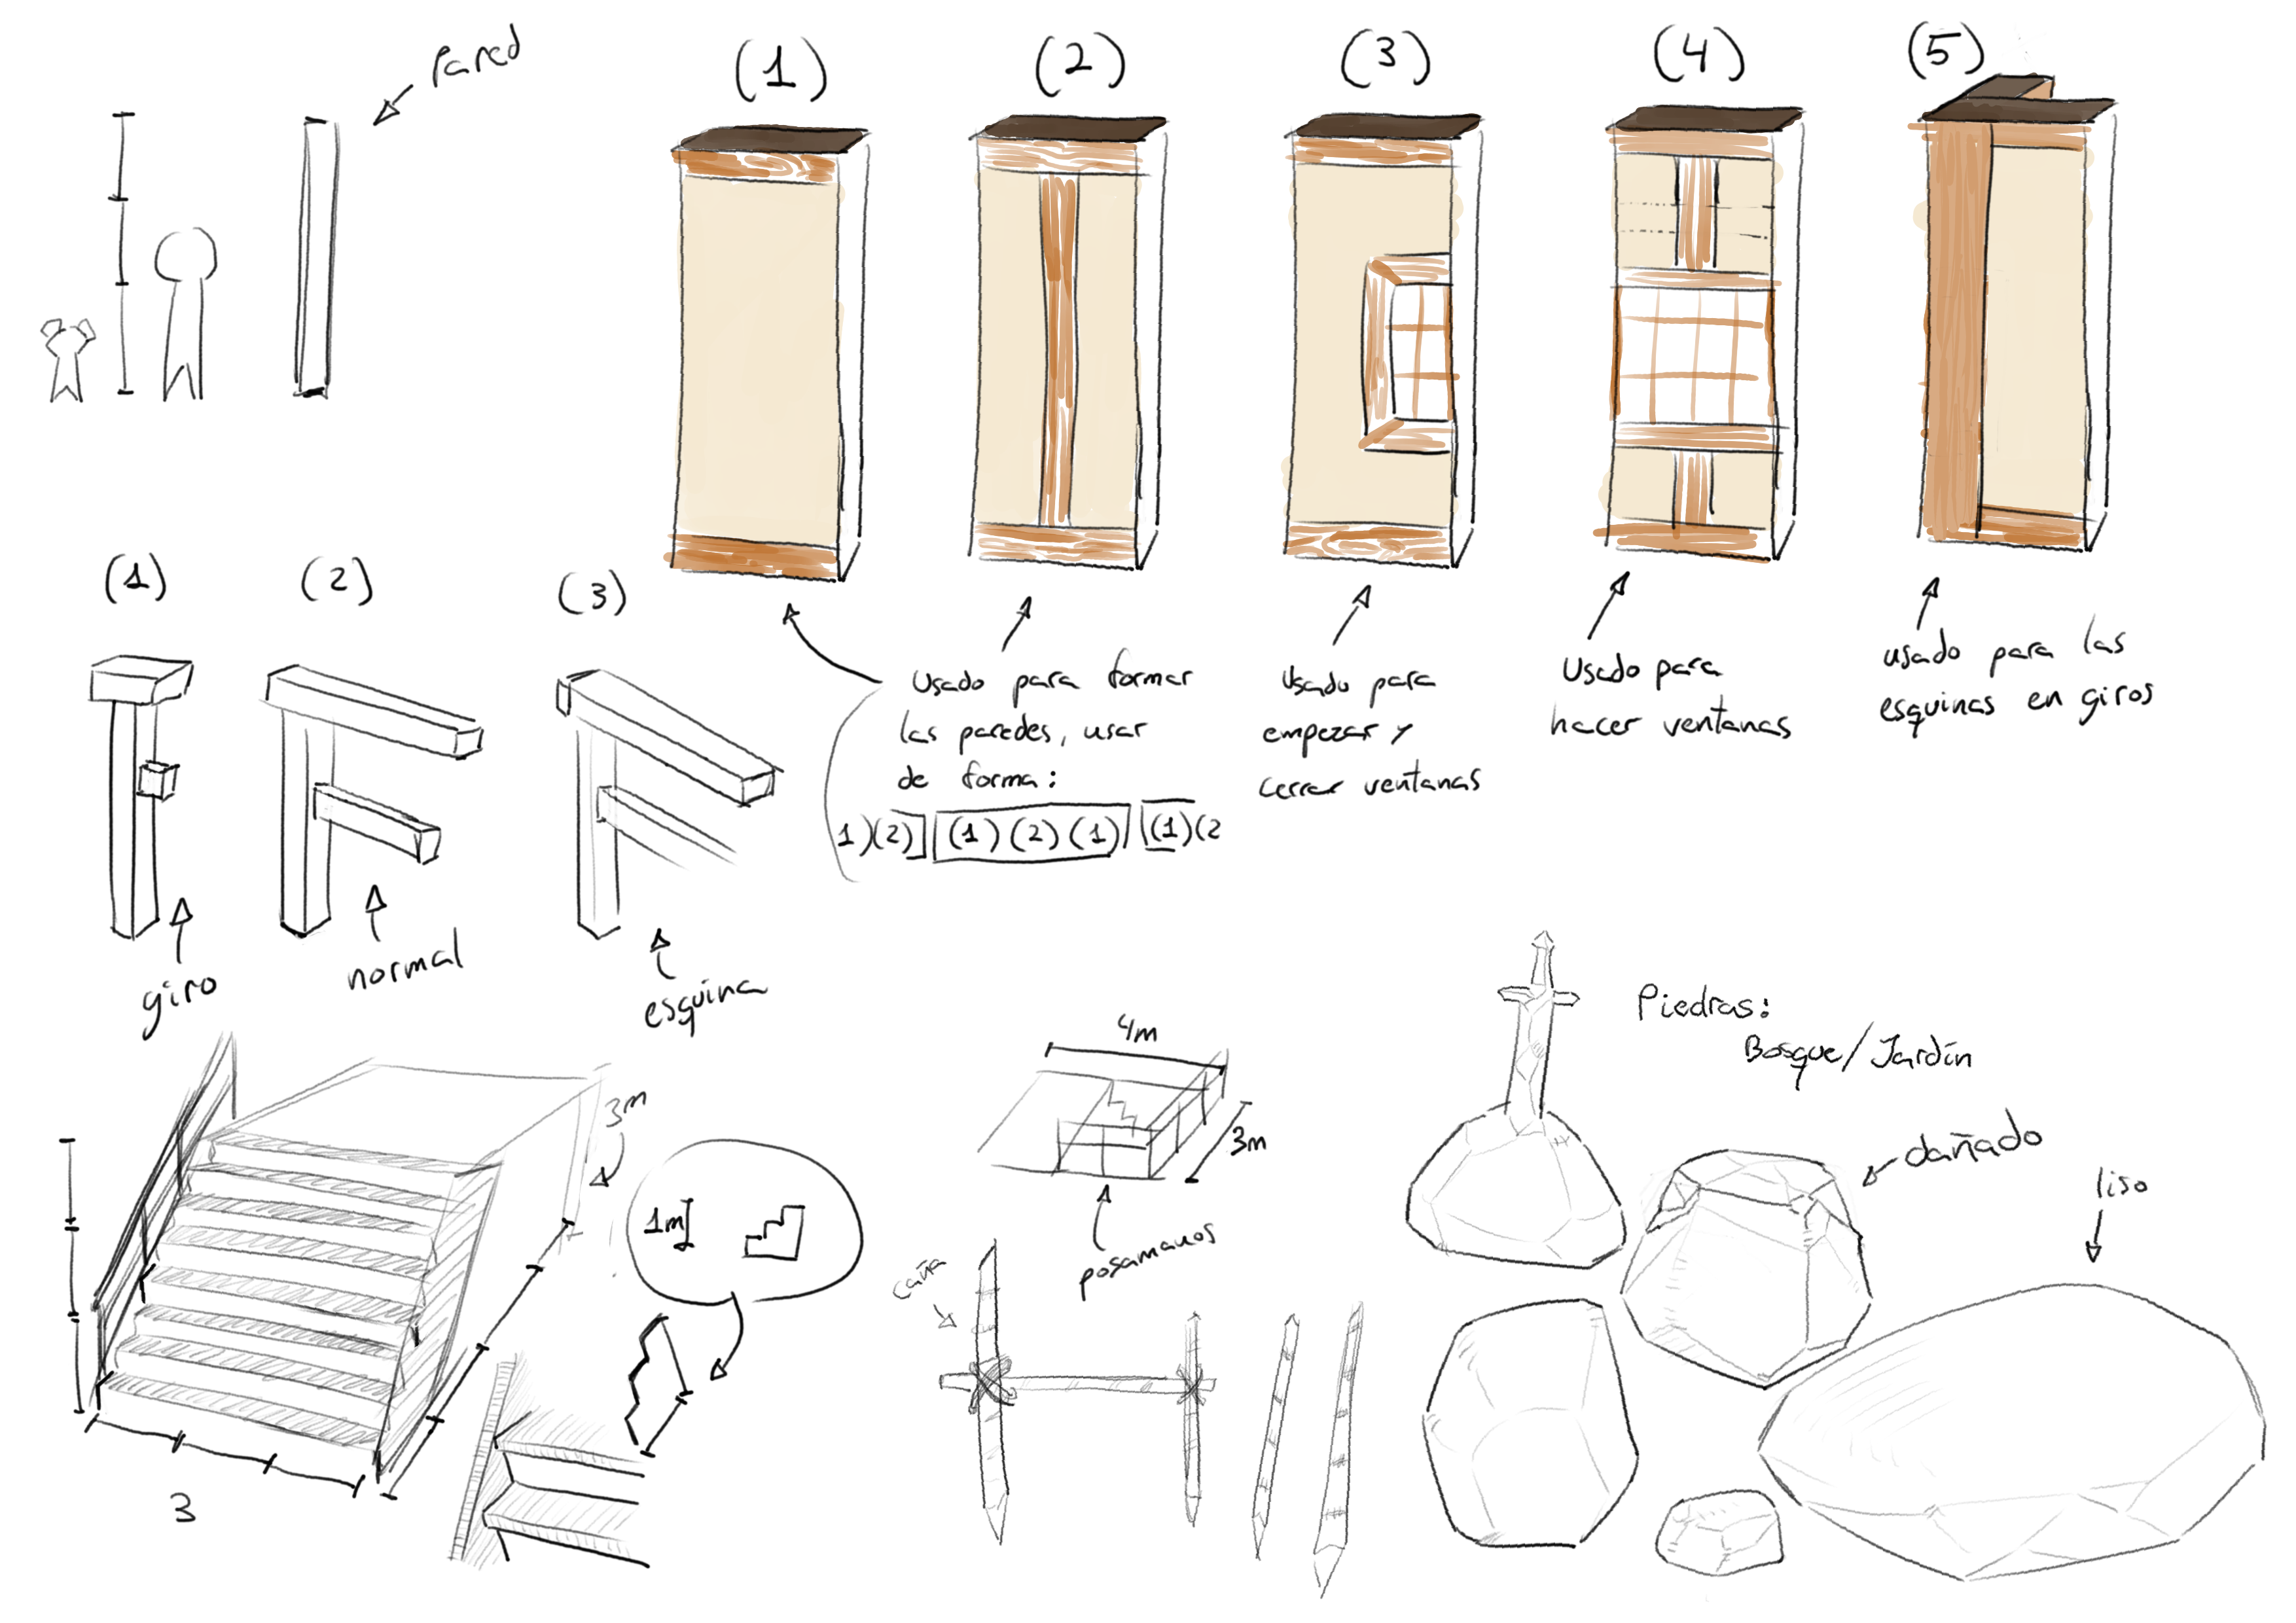 Pared
(1)
(2)
(3)
(4)
(5)
Usado para formar
las paredes, usar
de forma:
1)(2) (1)(2)(1) (1)(2
Usado para
empezar y
cerrar ventanas
Usado para
hacer ventanas
usado para las
esquinas en giros
(1)
(2)
(3)
giro
normal
esquina
3m
1m
3
4m
3m
posamanos
caña
Piedras:
Bosque/Jardín
dañado
liso